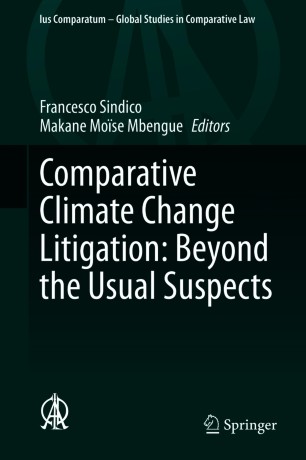 Ius Comparatum – Global Studies in Comparative Law
Francesco Sindico
Makane Moïse Mbengue Editors
Comparative
Climate Change
Litigation: Beyond
the Usual Suspects
Springer